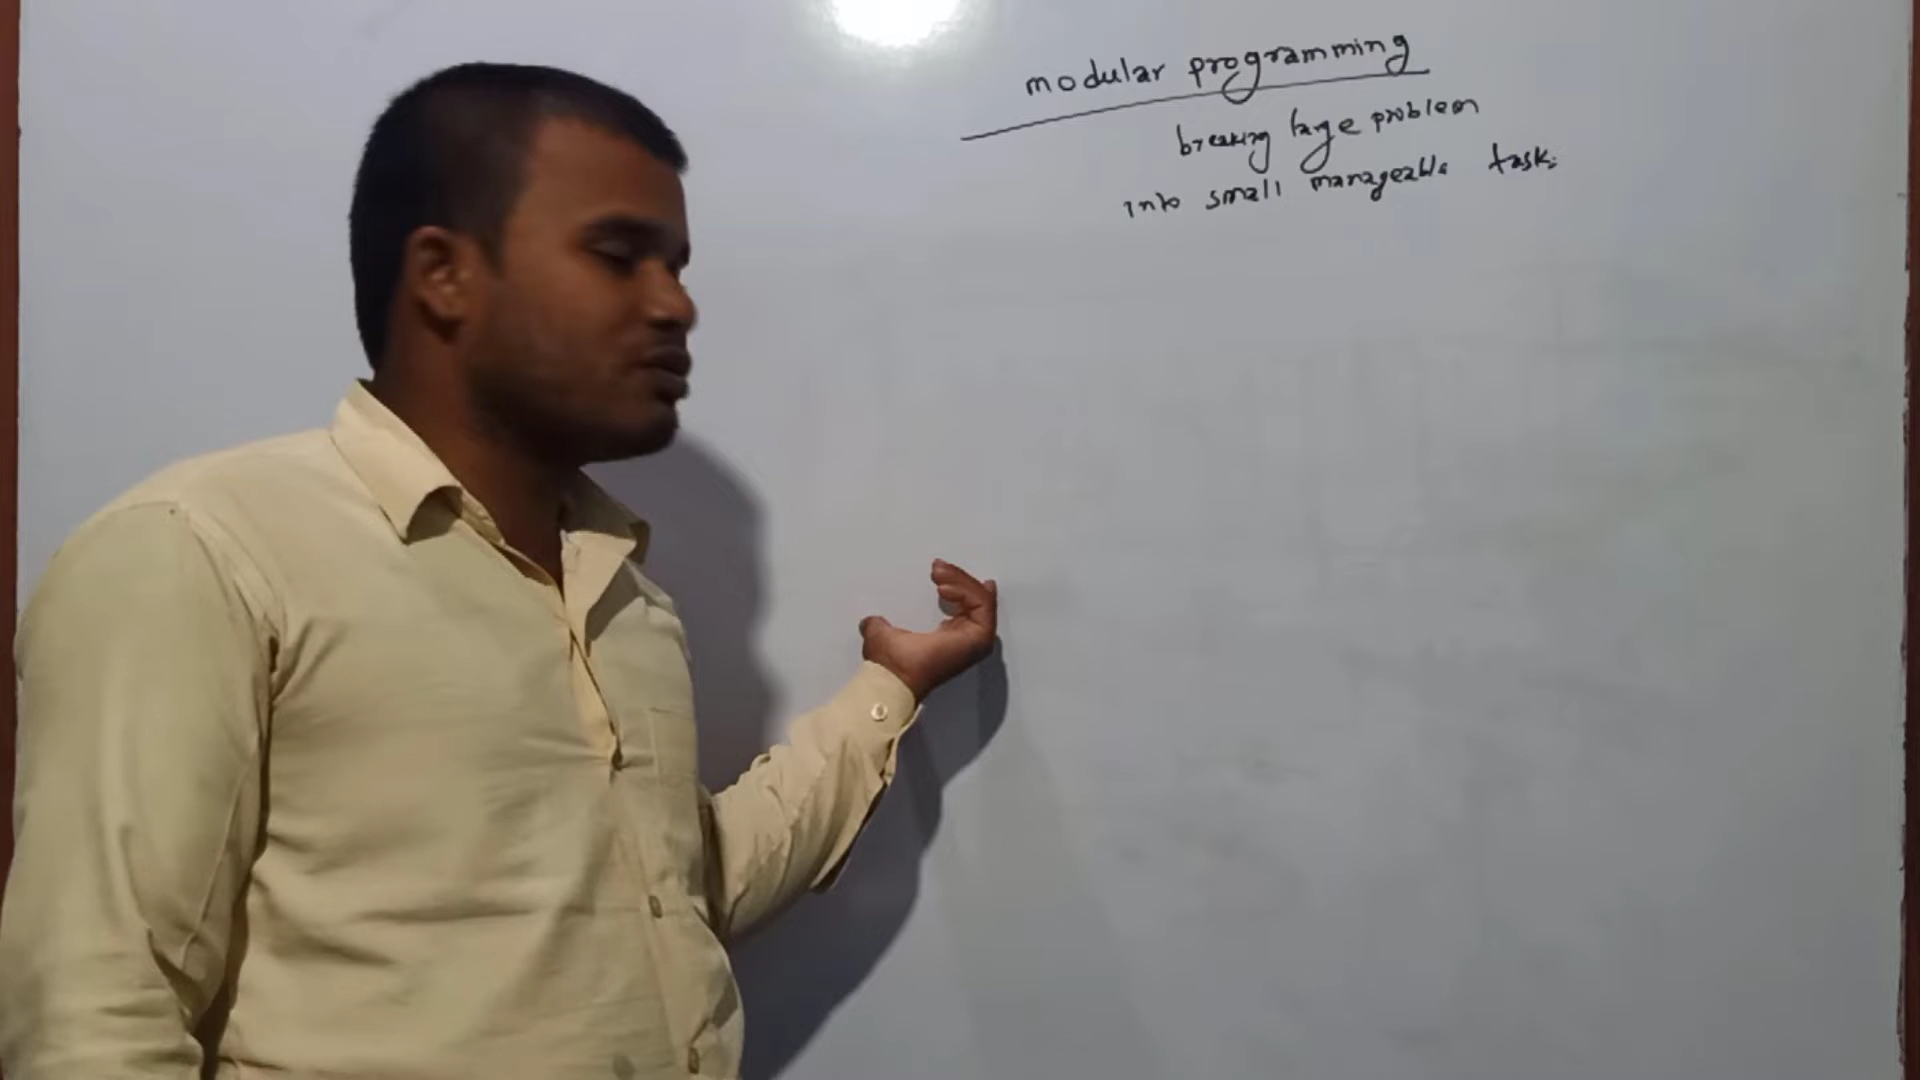 modular programming
breaking large problem
into small manageable tasks